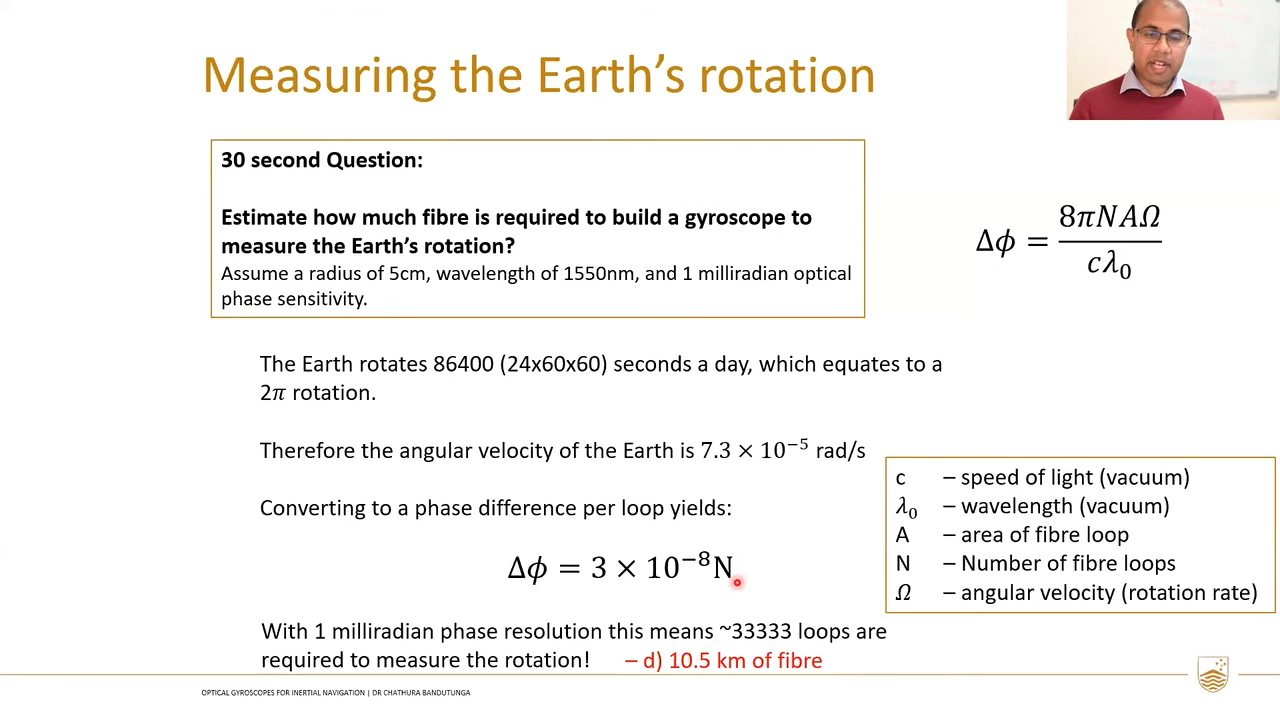 Measuring the Earth’s rotation
30 second Question:
Estimate how much fibre is required to build a gyroscope to
measure the Earth’s rotation?
Assume a radius of 5cm, wavelength of 1550nm, and 1 milliradian optical
phase sensitivity.
Δϕ = 8πNAΩ / cλ₀
The Earth rotates 86400 (24x60x60) seconds a day, which equates to a
2π rotation.
Therefore the angular velocity of the Earth is 7.3 × 10⁻⁵ rad/s
Converting to a phase difference per loop yields:
Δϕ = 3 × 10⁻⁸N
With 1 milliradian phase resolution this means ~33333 loops are
required to measure the rotation! – d) 10.5 km of fibre
c – speed of light (vacuum)
λ₀ – wavelength (vacuum)
A – area of fibre loop
N – Number of fibre loops
Ω – angular velocity (rotation rate)
OPTICAL GYROSCOPES FOR INERTIAL NAVIGATION | DR CHATHURA BANDUTUNGA